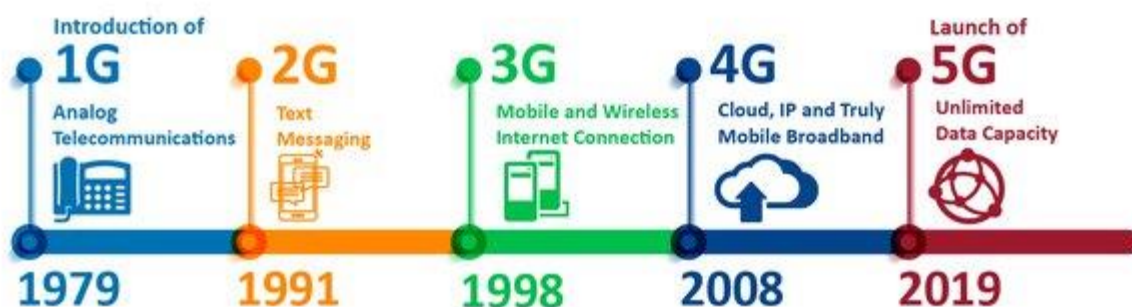 Introduction of
1G
Analog
Telecommunications
1979
2G
Text
Messaging
1991
3G
Mobile and Wireless
Internet Connection
1998
4G
Cloud, IP and Truly
Mobile Broadband
2008
Launch of
5G
Unlimited
Data Capacity
2019